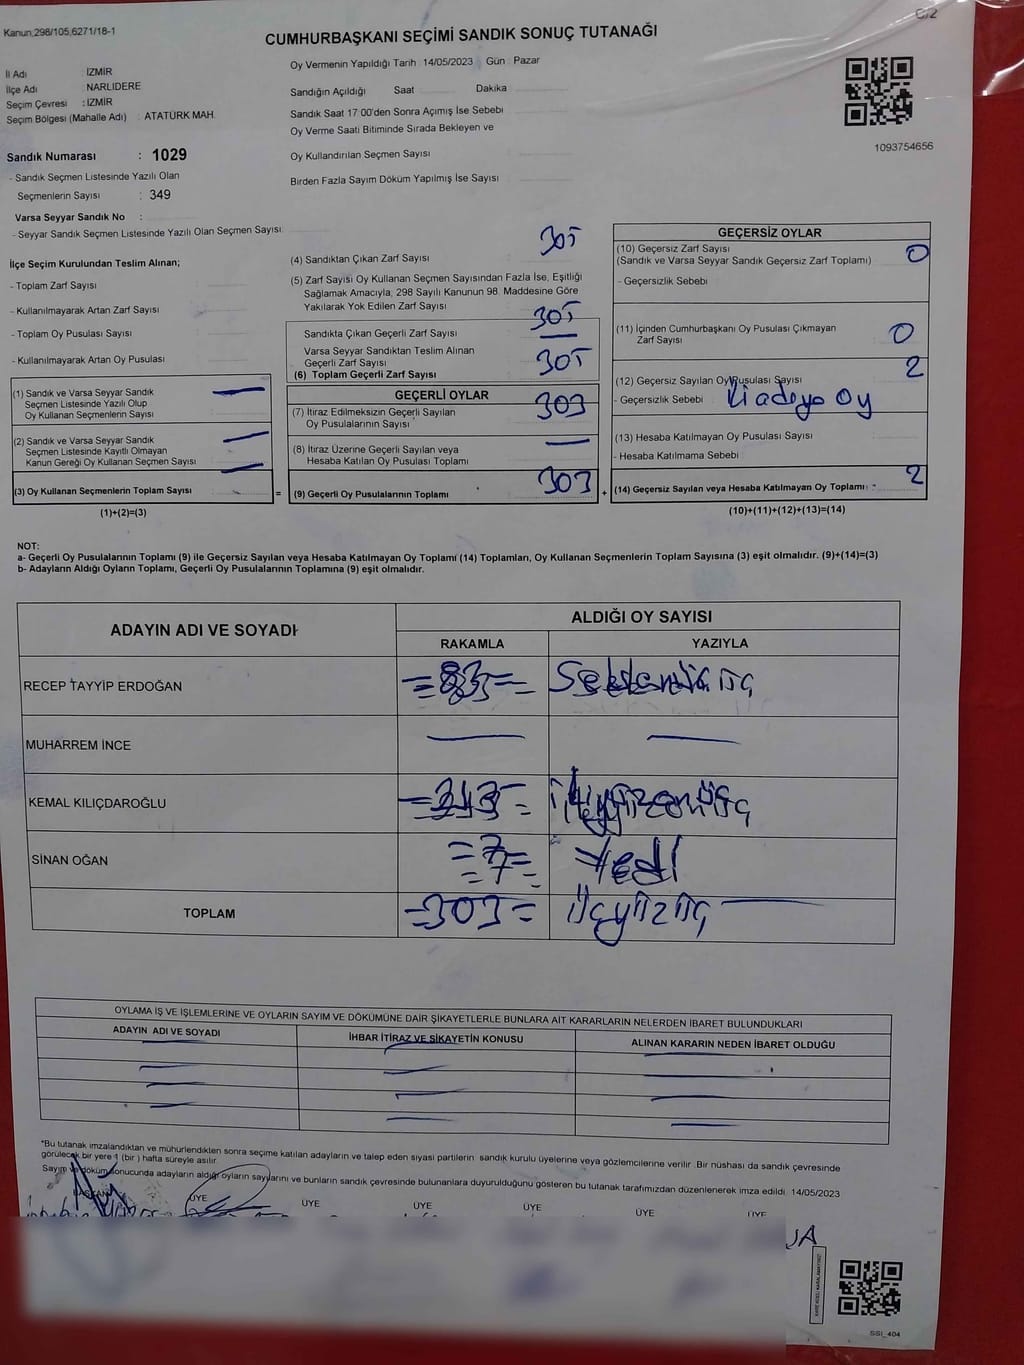 C/2
Kanun,298/105,6271/18-1
CUMHURBAŞKANI SEÇİMİ SANDIK SONUÇ TUTANAĞI
İl Adı : İZMİR
İlçe Adı : NARLIDERE
Seçim Çevresi : İZMİR
Seçim Bölgesi (Mahalle Adı) : ATATÜRK MAH.
Sandık Numarası : 1029
- Sandık Seçmen Listesinde Yazılı Olan
Seçmenlerin Sayısı : 349
Varsa Seyyar Sandık No :
- Seyyar Sandık Seçmen Listesinde Yazılı Olan Seçmen Sayısı:
İlçe Seçim Kurulundan Teslim Alınan;
- Toplam Zarf Sayısı
- Kullanılmayarak Artan Zarf Sayısı
- Toplam Oy Pusulası Sayısı
- Kullanılmayarak Artan Oy Pusulası
(1) Sandık ve Varsa Seyyar Sandık
Seçmen Listesinde Yazılı Olup
Oy Kullanan Seçmenlerin Sayısı
(2) Sandık ve Varsa Seyyar Sandık
Seçmen Listesinde Kayıtlı Olmayan
Kanun Gereği Oy Kullanan Seçmen Sayısı
(3) Oy Kullanan Seçmenlerin Toplam Sayısı
(1)+(2)=(3)
Oy Vermenin Yapıldığı Tarih 14/05/2023 Gün : Pazar
Sandığın Açıldığı Saat Dakika
Sandık Saat 17:00'den Sonra Açımış İse Sebebi
Oy Verme Saati Bitiminde Sırada Bekleyen ve
Oy Kullandırılan Seçmen Sayısı
Birden Fazla Sayım Döküm Yapılmış İse Sayısı
(4) Sandıktan Çıkan Zarf Sayısı 305
(5) Zarf Sayısı Oy Kullanan Seçmen Sayısından Fazla İse, Eşitliği
Sağlamak Amacıyla, 298 Sayılı Kanunun 98. Maddesine Göre
Yakılarak Yok Edilen Zarf Sayısı
Sandıkta Çıkan Geçerli Zarf Sayısı 305
Varsa Seyyar Sandıktan Teslim Alınan
Geçerli Zarf Sayısı
(6) Toplam Geçerli Zarf Sayısı 305
GEÇERLİ OYLAR
(7) İtiraz Edilmeksizin Geçerli Sayılan
Oy Pusulalarının Sayısı 303
(8) İtiraz Üzerine Geçerli Sayılan veya
Hesaba Katılan Oy Pusulası Toplamı
= (9) Geçerli Oy Pusulalarının Toplamı 303 +
1093754656
GEÇERSİZ OYLAR
(10) Geçersiz Zarf Sayısı 0
(Sandık ve Varsa Seyyar Sandık Geçersiz Zarf Toplamı)
- Geçersizlik Sebebi
(11) İçinden Cumhurbaşkanı Oy Pusulası Çıkmayan
Zarf Sayısı 0
(12) Geçersiz Sayılan Oy Pusulası Sayısı 2
- Geçersizlik Sebebi İki adaya oy
(13) Hesaba Katılmayan Oy Pusulası Sayısı
- Hesaba Katılmama Sebebi
(14) Geçersiz Sayılan veya Hesaba Katılmayan Oy Toplamı 2
(10)+(11)+(12)+(13)=(14)
NOT:
a- Geçerli Oy Pusulalarının Toplamı (9) ile Geçersiz Sayılan veya Hesaba Katılmayan Oy Toplamı (14) Toplamları, Oy Kullanan Seçmenlerin Toplam Sayısına (3) eşit olmalıdır. (9)+(14)=(3)
b- Adayların Aldığı Oyların Toplamı, Geçerli Oy Pusulalarının Toplamına (9) eşit olmalıdır.
ADAYIN ADI VE SOYADI ALDIĞI OY SAYISI
RAKAMLA YAZIYLA
RECEP TAYYİP ERDOĞAN =83= Seksenüç
MUHARREM İNCE
KEMAL KILIÇDAROĞLU =213= İkiyüzonüç
SİNAN OĞAN =7= Yedi
TOPLAM =303= Üçyüzüç
OYLAMA İŞ VE İŞLEMLERİNE VE OYLARIN SAYIM VE DÖKÜMÜNE DAİR ŞİKAYETLERLE BUNLARA AİT KARARLARIN NELERDEN İBARET BULUNDUKLARI
ADAYIN ADI VE SOYADI İHBAR İTİRAZ VE ŞİKAYETİN KONUSU ALINAN KARARIN NEDEN İBARET OLDUĞU
*Bu tutanak imzalandıktan ve mühürlendikten sonra seçime katılan adayların ve talep eden siyasi partilerin sandık kurulu üyelerine veya gözlemcilerine verilir. Bir nüshası da sandık çevresinde
görülecek bir yere 1 (bir) hafta süreyle asılır.
Sayım ve döküm sonucunda adayların aldığı oyların sayılarını ve bunların sandık çevresinde bulunanlara duyurulduğunu gösteren bu tutanak tarafımızdan düzenlenerek imza edildi. 14/05/2023
BAŞKAN ÜYE ÜYE ÜYE ÜYE ÜYE ÜYE
SSI_404